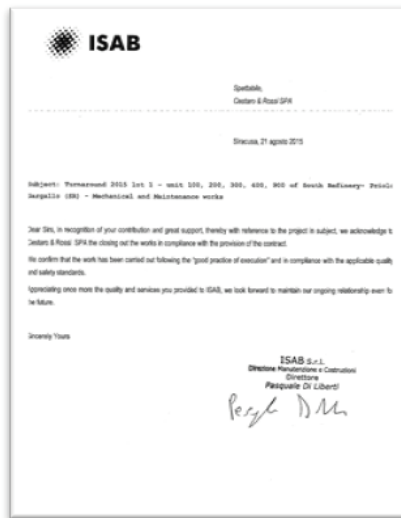 ISAB
Spettabile,
Cestaro & Rossi SPA
Siracusa, 21 agosto 2015
Subject: Turnaround 2015 lot 1 - unit 100, 200, 300, 600, 900 of South Refinery- Priolo
Gargallo (SR) - Mechanical and Maintenance works
Dear Sirs, in recognition of your contribution and great support, thereby with reference to the project in subject, we acknowledge to
Cestaro & Rossi SPA the closing out the works in compliance with the provision of the contract.
We confirm that the work has been carried out following the "good practice of execution" and in compliance with the applicable quality
and safety standards.
Appreciating once more the quality and services you provided to ISAB, we look forward to maintain our ongoing relationship even fo
the future.
Sincerely Yours
ISAB S.r.l.
Direzione Manutenzione e Costruzioni
Direttore
Pasquale Di Liberti